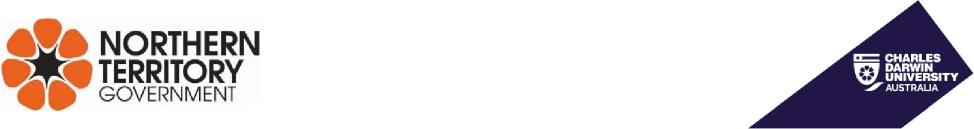 NORTHERN
TERRITORY
GOVERNMENT
CHARLES
DARWIN
UNIVERSITY
AUSTRALIA